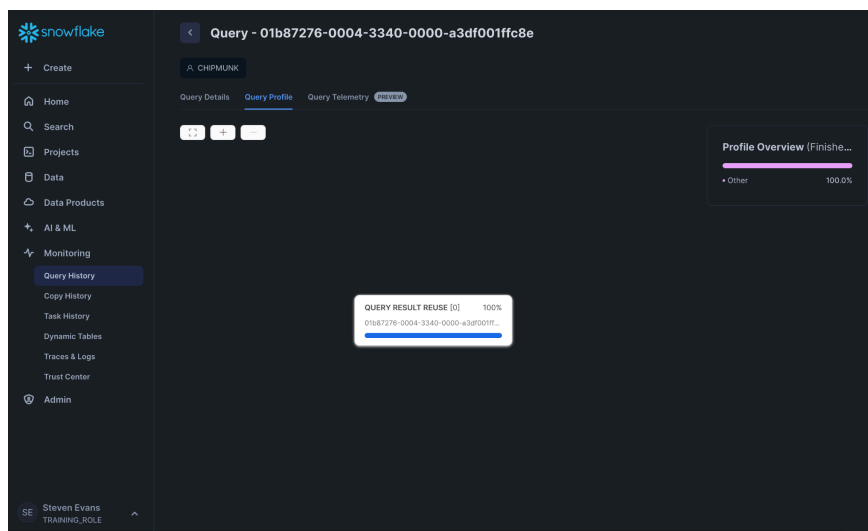 snowflake
Query - 01b87276-0004-3340-0000-a3df001ffc8e
+ Create
CHIPMUNK
Home
Query Details Query Profile Query Telemetry PREVIEW
Search
Projects
Data
Data Products
AI & ML
Monitoring
Query History
Copy History
Task History
Dynamic Tables
Traces & Logs
Trust Center
Admin
Profile Overview (Finishe...
Other 100.0%
QUERY RESULT REUSE [0] 100%
01b87276-0004-3340-0000-a3df001ff...
SE
Steven Evans
TRAINING_ROLE